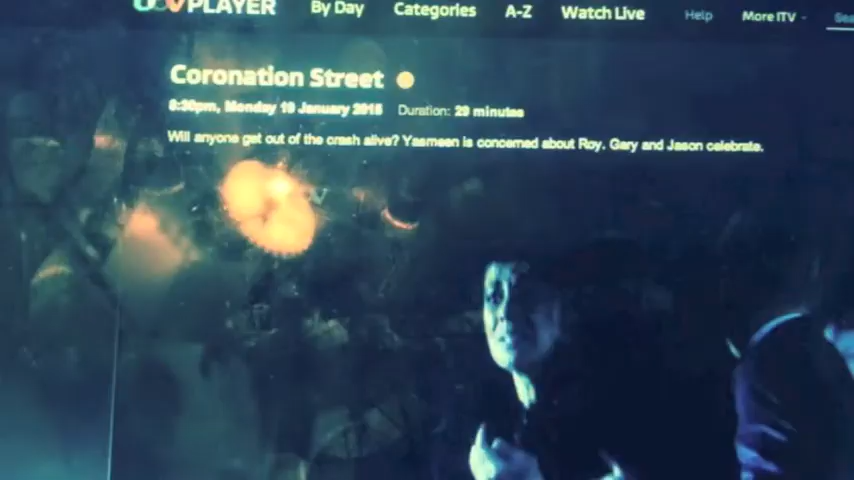 itv PLAYER By Day Categories A-Z Watch Live Help More ITV
Coronation Street
8:30pm, Monday 19 January 2015 Duration: 29 minutes
Will anyone get out of the crash alive? Yasmeen is concerned about Roy. Gary and Jason celebrate.